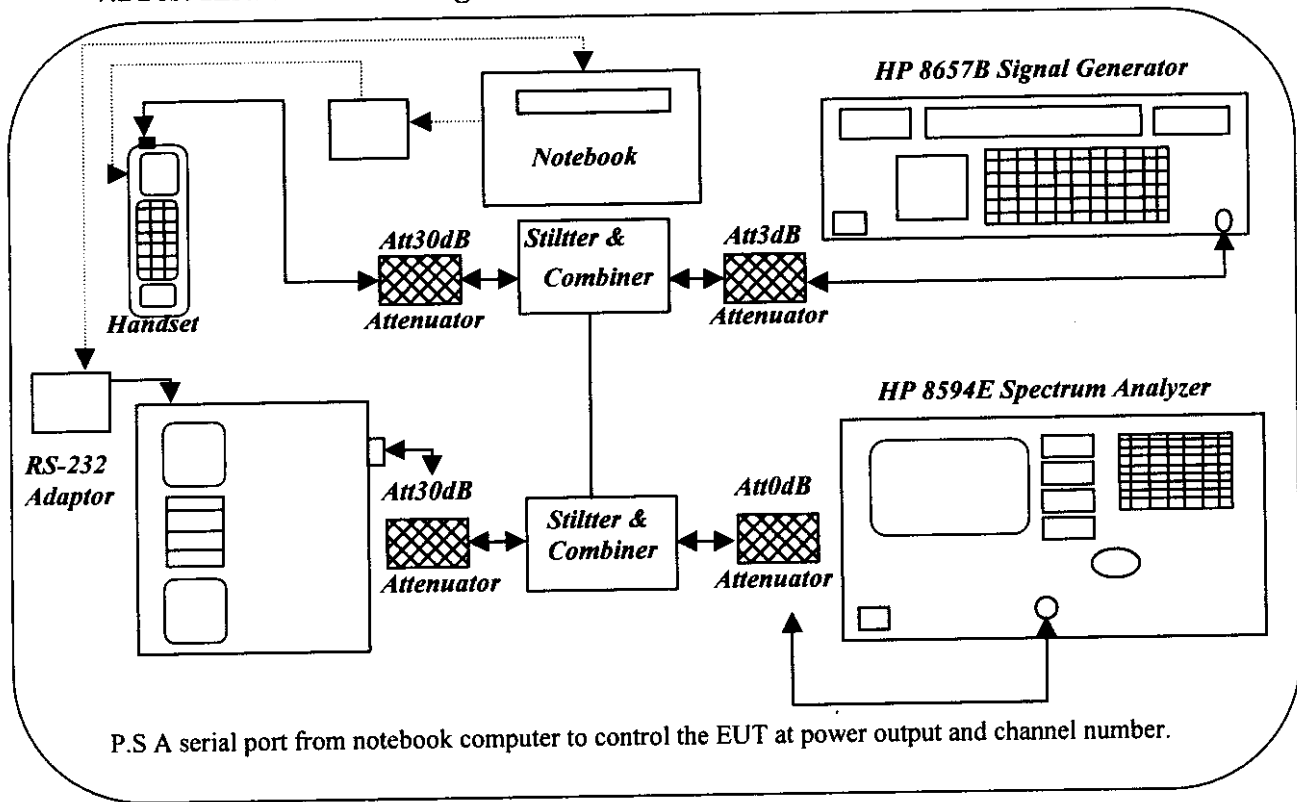 HP 8657B Signal Generator
Notebook
Att30dB
Stiltter &
Combiner
Att3dB
Attenuator
Attenuator
Handset
HP 8594E Spectrum Analyzer
RS-232
Adaptor
Att30dB
Stiltter &
Combiner
Att0dB
Attenuator
Attenuator
P.S A serial port from notebook computer to control the EUT at power output and channel number.